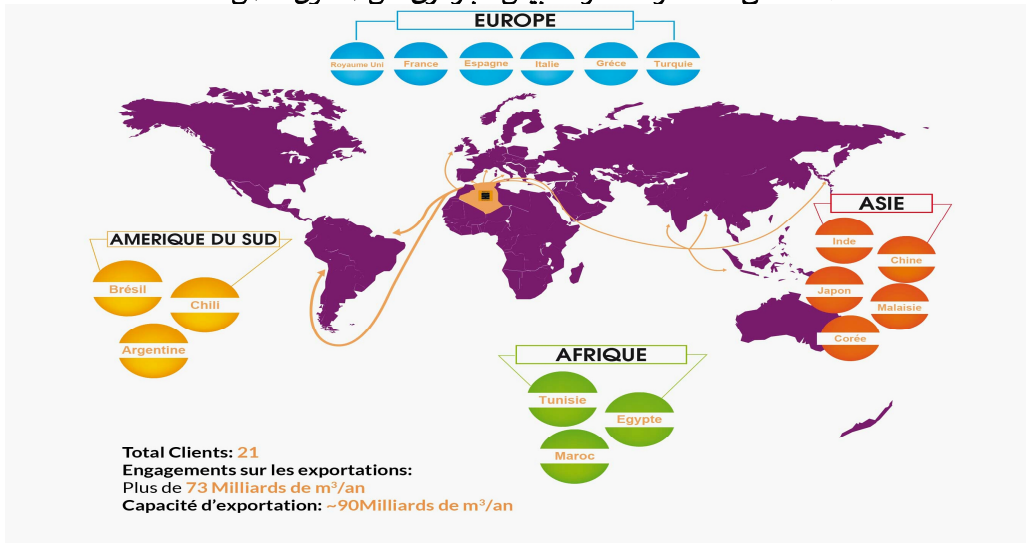 EUROPE
Royaume Uni
France
Espagne
Italie
Gréce
Turquie
ASIE
Inde
Chine
Japon
Malaisie
Corée
AMERIQUE DU SUD
Brésil
Chili
Argentine
AFRIQUE
Tunisie
Egypte
Maroc
Total Clients: 21
Engagements sur les exportations:
Plus de 73 Milliards de m³/an
Capacité d'exportation: ~90Milliards de m³/an